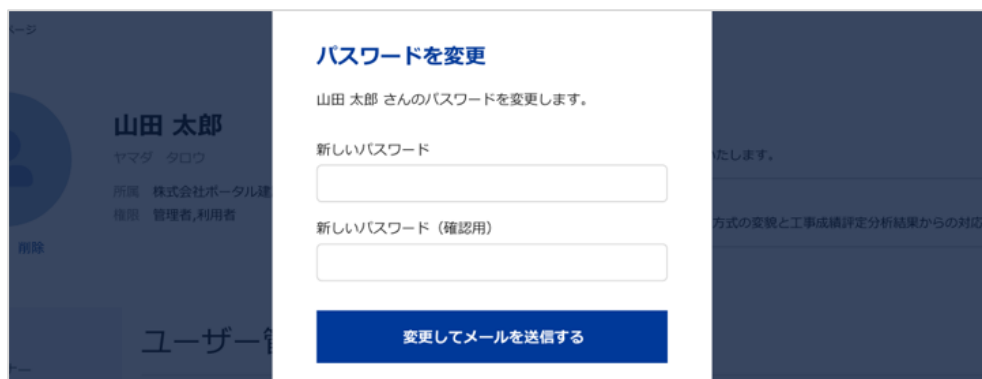 ページ
パスワードを変更
山田 太郎 さんのパスワードを変更します。
新しいパスワード
新しいパスワード（確認用）
変更してメールを送信する
山田 太郎
ヤマダ タロウ
所属 株式会社ポータル建
権限 管理者,利用者
削除
いたします。
方式の変貌と工事成績評定分析結果からの対応
ユーザー管
ナー